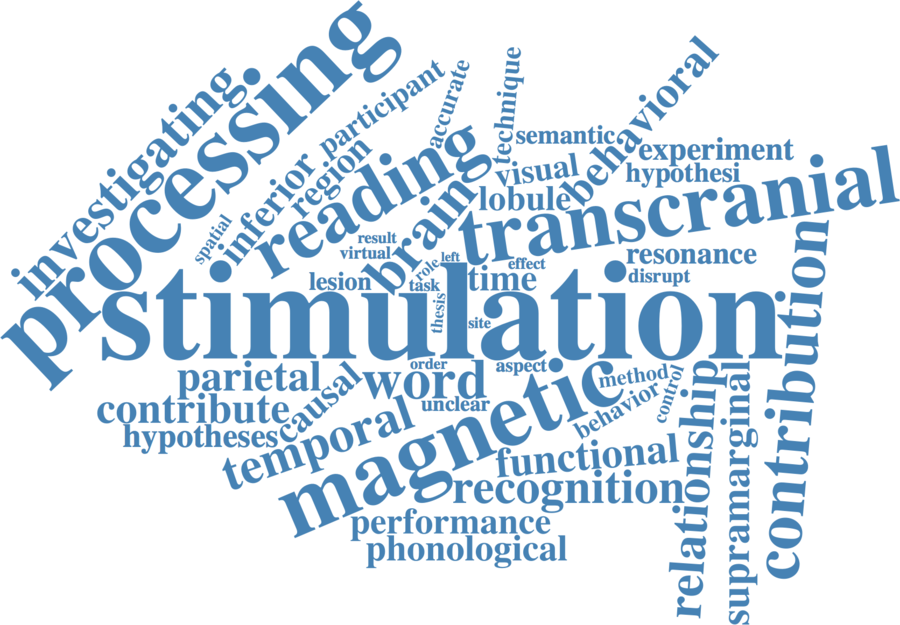 investigating
processing
participant
accurate
technique
behavioral
semantic
experiment
hypothesi
visual
lobule
inferior
region
reading
brain
transcranial
spatial
result
virtual
role
left
effect
resonance
lesion
task
time
disrupt
thesis
site
stimulation
contribution
parietal
order
aspect
word
method
control
contribute
causal
unclear
behavior
magnetic
relationship
supramarginal
hypotheses
temporal
functional
recognition
performance
phonological